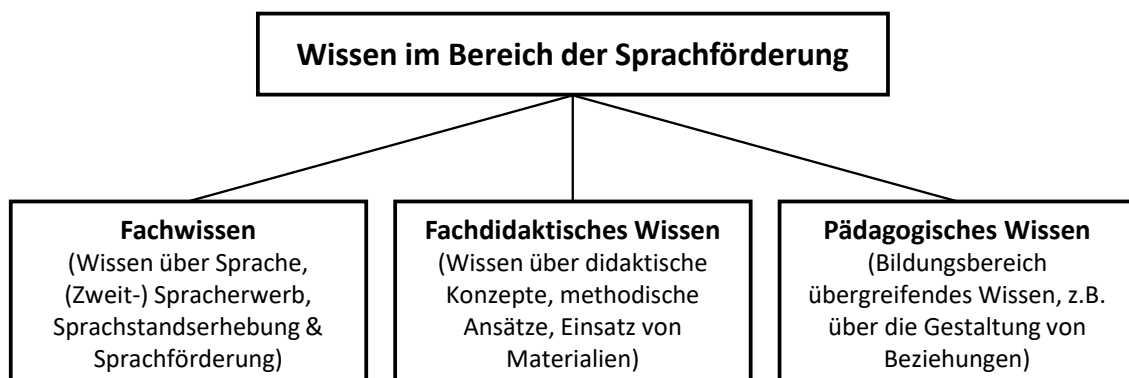 Wissen im Bereich der Sprachförderung
Fachwissen
(Wissen über Sprache,
(Zweit-) Spracherwerb,
Sprachstandserhebung &
Sprachförderung)
Fachdidaktisches Wissen
(Wissen über didaktische
Konzepte, methodische
Ansätze, Einsatz von
Materialien)
Pädagogisches Wissen
(Bildungsbereich
übergreifendes Wissen, z.B.
über die Gestaltung von
Beziehungen)